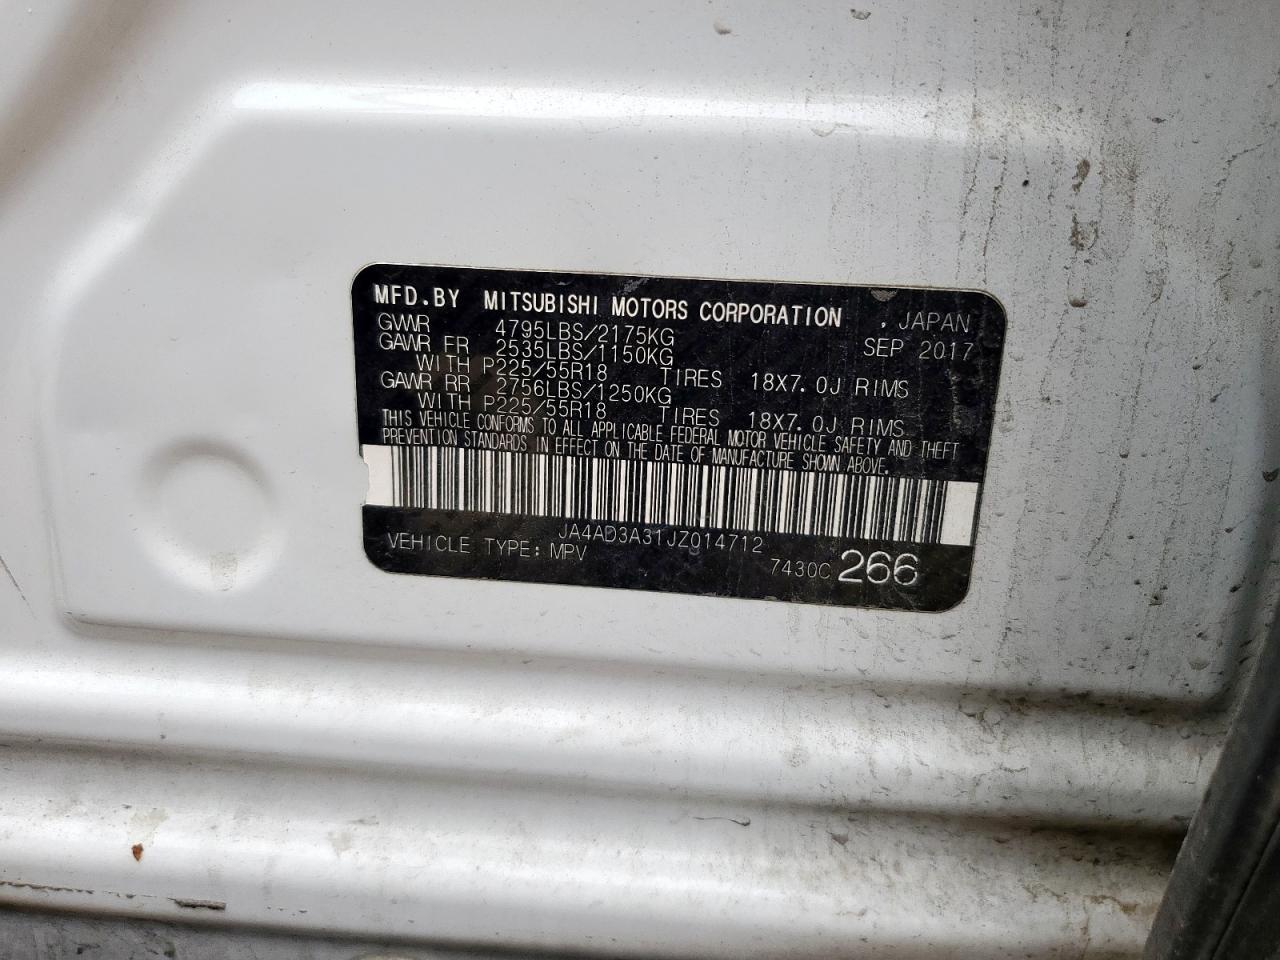 MFD.BY MITSUBISHI MOTORS CORPORATION , JAPAN
GVWR 4795LBS/2175KG SEP 2017
GAWR FR 2535LBS/1150KG
WITH P225/55R18 TIRES 18X7.0J RIMS
GAWR RR 2756LBS/1250KG
WITH P225/55R18 TIRES 18X7.0J RIMS
THIS VEHICLE CONFORMS TO ALL APPLICABLE FEDERAL MOTOR VEHICLE SAFETY AND THEFT
PREVENTION STANDARDS IN EFFECT ON THE DATE OF MANUFACTURE SHOWN ABOVE.
JA4AD3A31JZ014712
VEHICLE TYPE: MPV 7430C 266